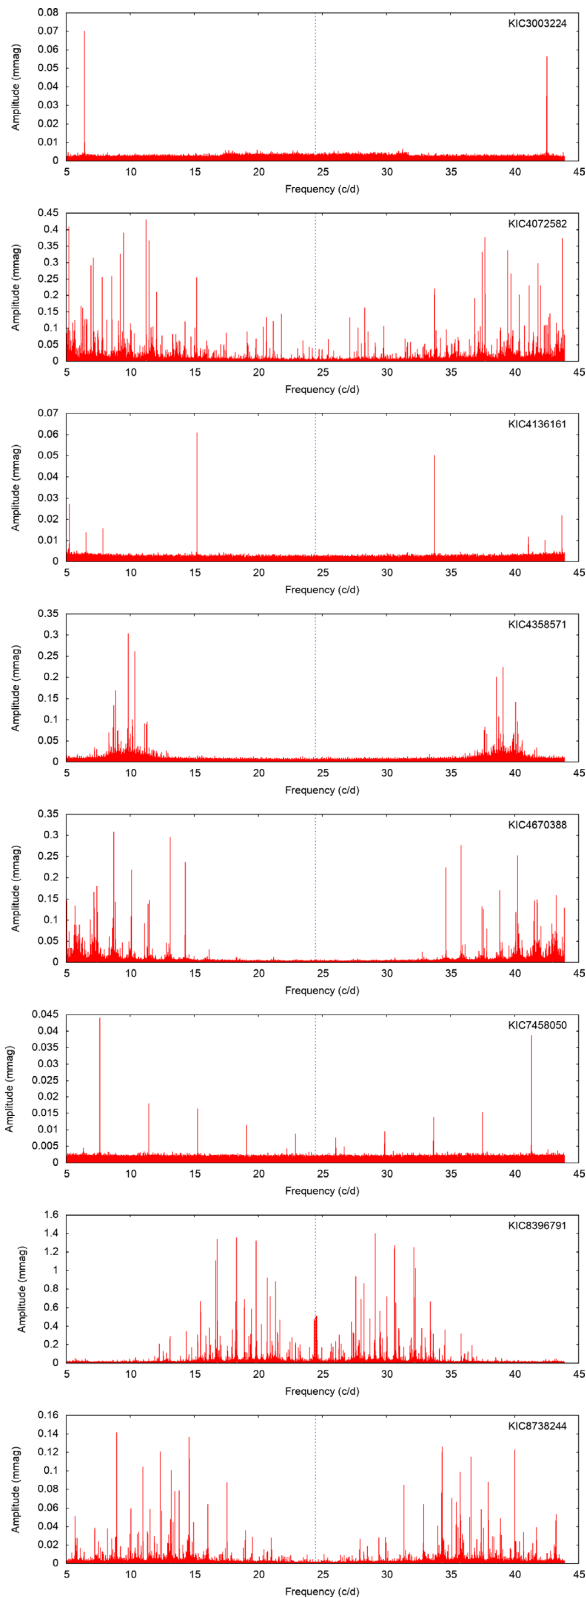 KIC3003224
0.08
0.07
0.06
0.05
0.04
0.03
0.02
0.01
0
Amplitude (mmag)
5 10 15 20 25 30 35 40 45
Frequency (c/d)
KIC4072582
0.45
0.4
0.35
0.3
0.25
0.2
0.15
0.1
0.05
0
Amplitude (mmag)
5 10 15 20 25 30 35 40 45
Frequency (c/d)
KIC4136161
0.07
0.06
0.05
0.04
0.03
0.02
0.01
0
Amplitude (mmag)
5 10 15 20 25 30 35 40 45
Frequency (c/d)
KIC4358571
0.35
0.3
0.25
0.2
0.15
0.1
0.05
0
Amplitude (mmag)
5 10 15 20 25 30 35 40 45
Frequency (c/d)
KIC4670388
0.35
0.3
0.25
0.2
0.15
0.1
0.05
0
Amplitude (mmag)
5 10 15 20 25 30 35 40 45
Frequency (c/d)
KIC7458050
0.045
0.04
0.035
0.03
0.025
0.02
0.015
0.01
0.005
0
Amplitude (mmag)
5 10 15 20 25 30 35 40 45
Frequency (c/d)
KIC8396791
1.6
1.4
1.2
1
0.8
0.6
0.4
0.2
0
Amplitude (mmag)
5 10 15 20 25 30 35 40 45
Frequency (c/d)
KIC8738244
0.16
0.14
0.12
0.1
0.08
0.06
0.04
0.02
0
Amplitude (mmag)
5 10 15 20 25 30 35 40 45
Frequency (c/d)